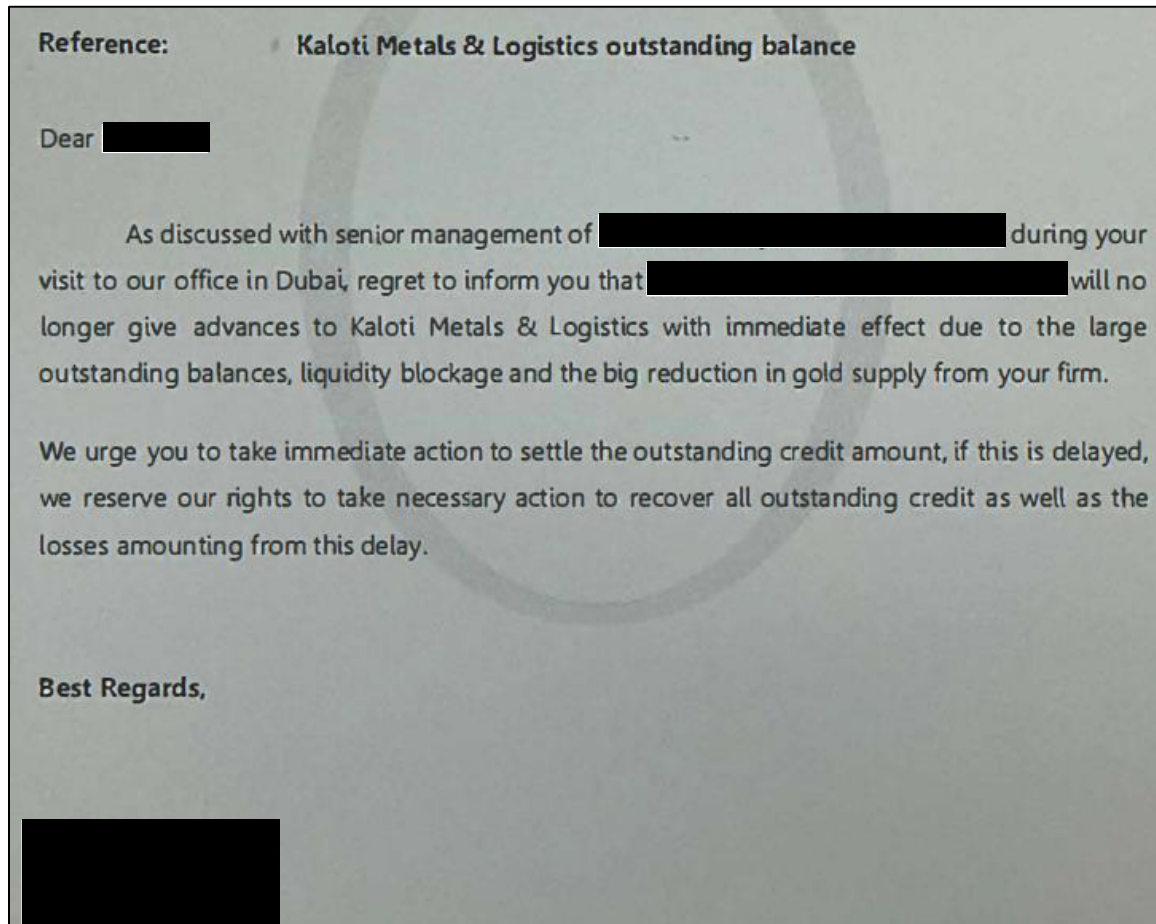 Reference: Kaloti Metals & Logistics outstanding balance
Dear
As discussed with senior management of during your
visit to our office in Dubai, regret to inform you that will no
longer give advances to Kaloti Metals & Logistics with immediate effect due to the large
outstanding balances, liquidity blockage and the big reduction in gold supply from your firm.
We urge you to take immediate action to settle the outstanding credit amount, if this is delayed,
we reserve our rights to take necessary action to recover all outstanding credit as well as the
losses amounting from this delay.
Best Regards,